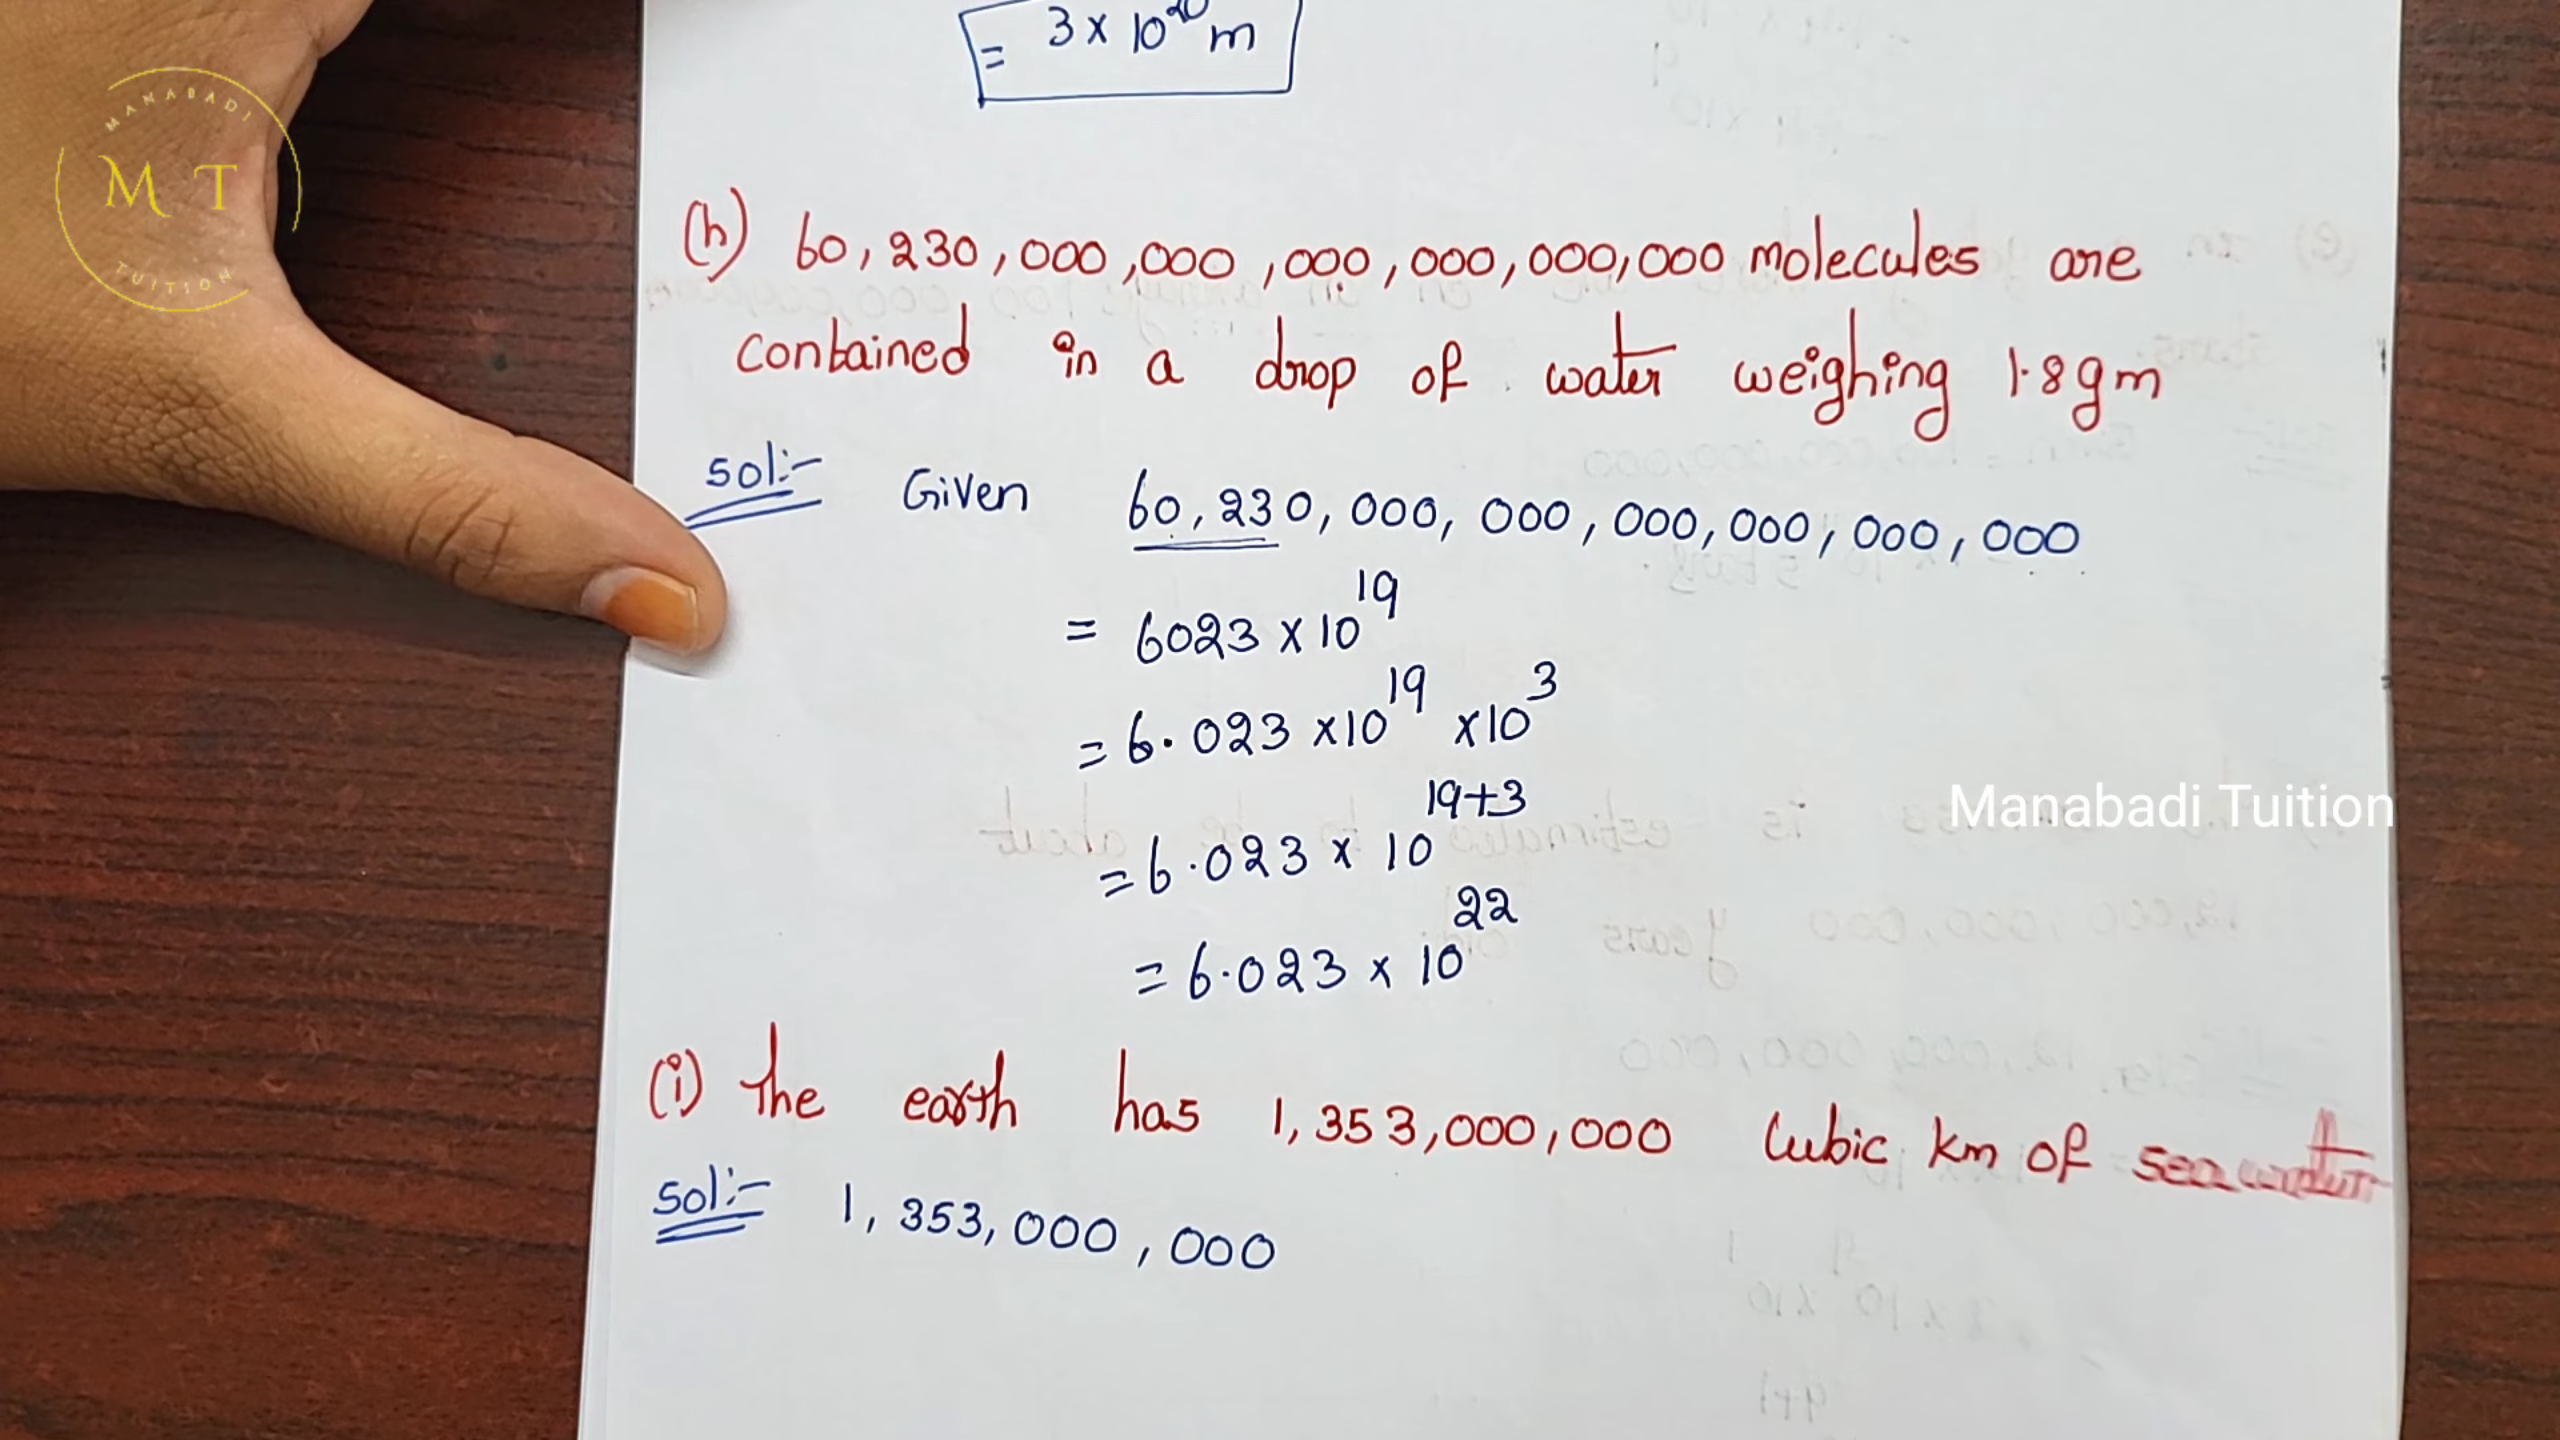 = 3 x 10²⁰ m
MANABADI
M T
TUITION
(h) 60,230,000,000,000,000,000,000 molecules are
contained in a drop of water weighing 1.8gm
Sol:- Given 60,230,000,000,000,000,000,000
= 6023 x 10¹⁹
= 6.023 x 10¹⁹ x 10³
= 6.023 x 10¹⁹⁺³
= 6.023 x 10²²
Manabadi Tuition
(i) The earth has 1,353,000,000 Cubic km of sea water
Sol:- 1,353,000,000